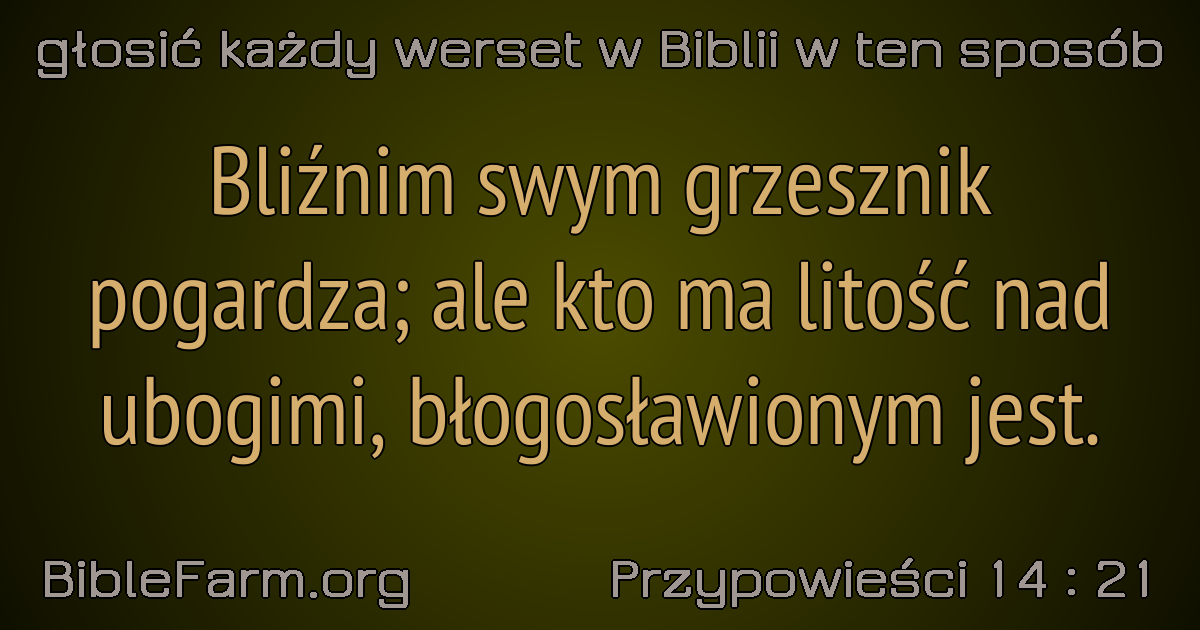 głosić każdy werset w Biblii w ten sposób
Bliźnim swym grzesznik
pogardza; ale kto ma litość nad
ubogimi, błogosławionym jest.
BibleFarm.org
Przypowieści 14 : 21